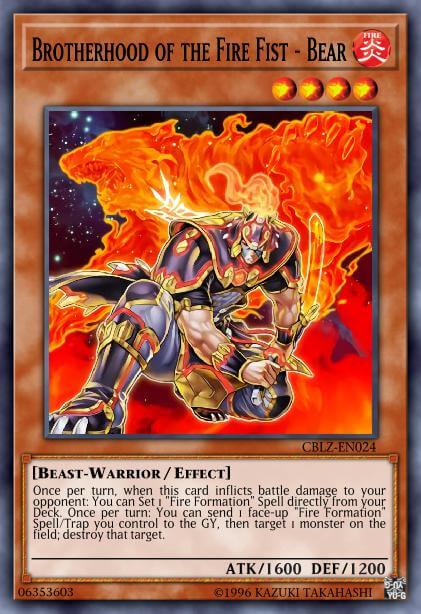 BROTHERHOOD OF THE FIRE FIST - BEAR
FIRE
炎
CBLZ-EN024
[BEAST-WARRIOR / EFFECT]
Once per turn, when this card inflicts battle damage to your
opponent: You can Set 1 "Fire Formation" Spell directly from your
Deck. Once per turn: You can send 1 face-up "Fire Formation"
Spell/Trap you control to the GY, then target 1 monster on the
field; destroy that target.
ATK/1600 DEF/1200
06353603
©1996 KAZUKI TAKAHASHI